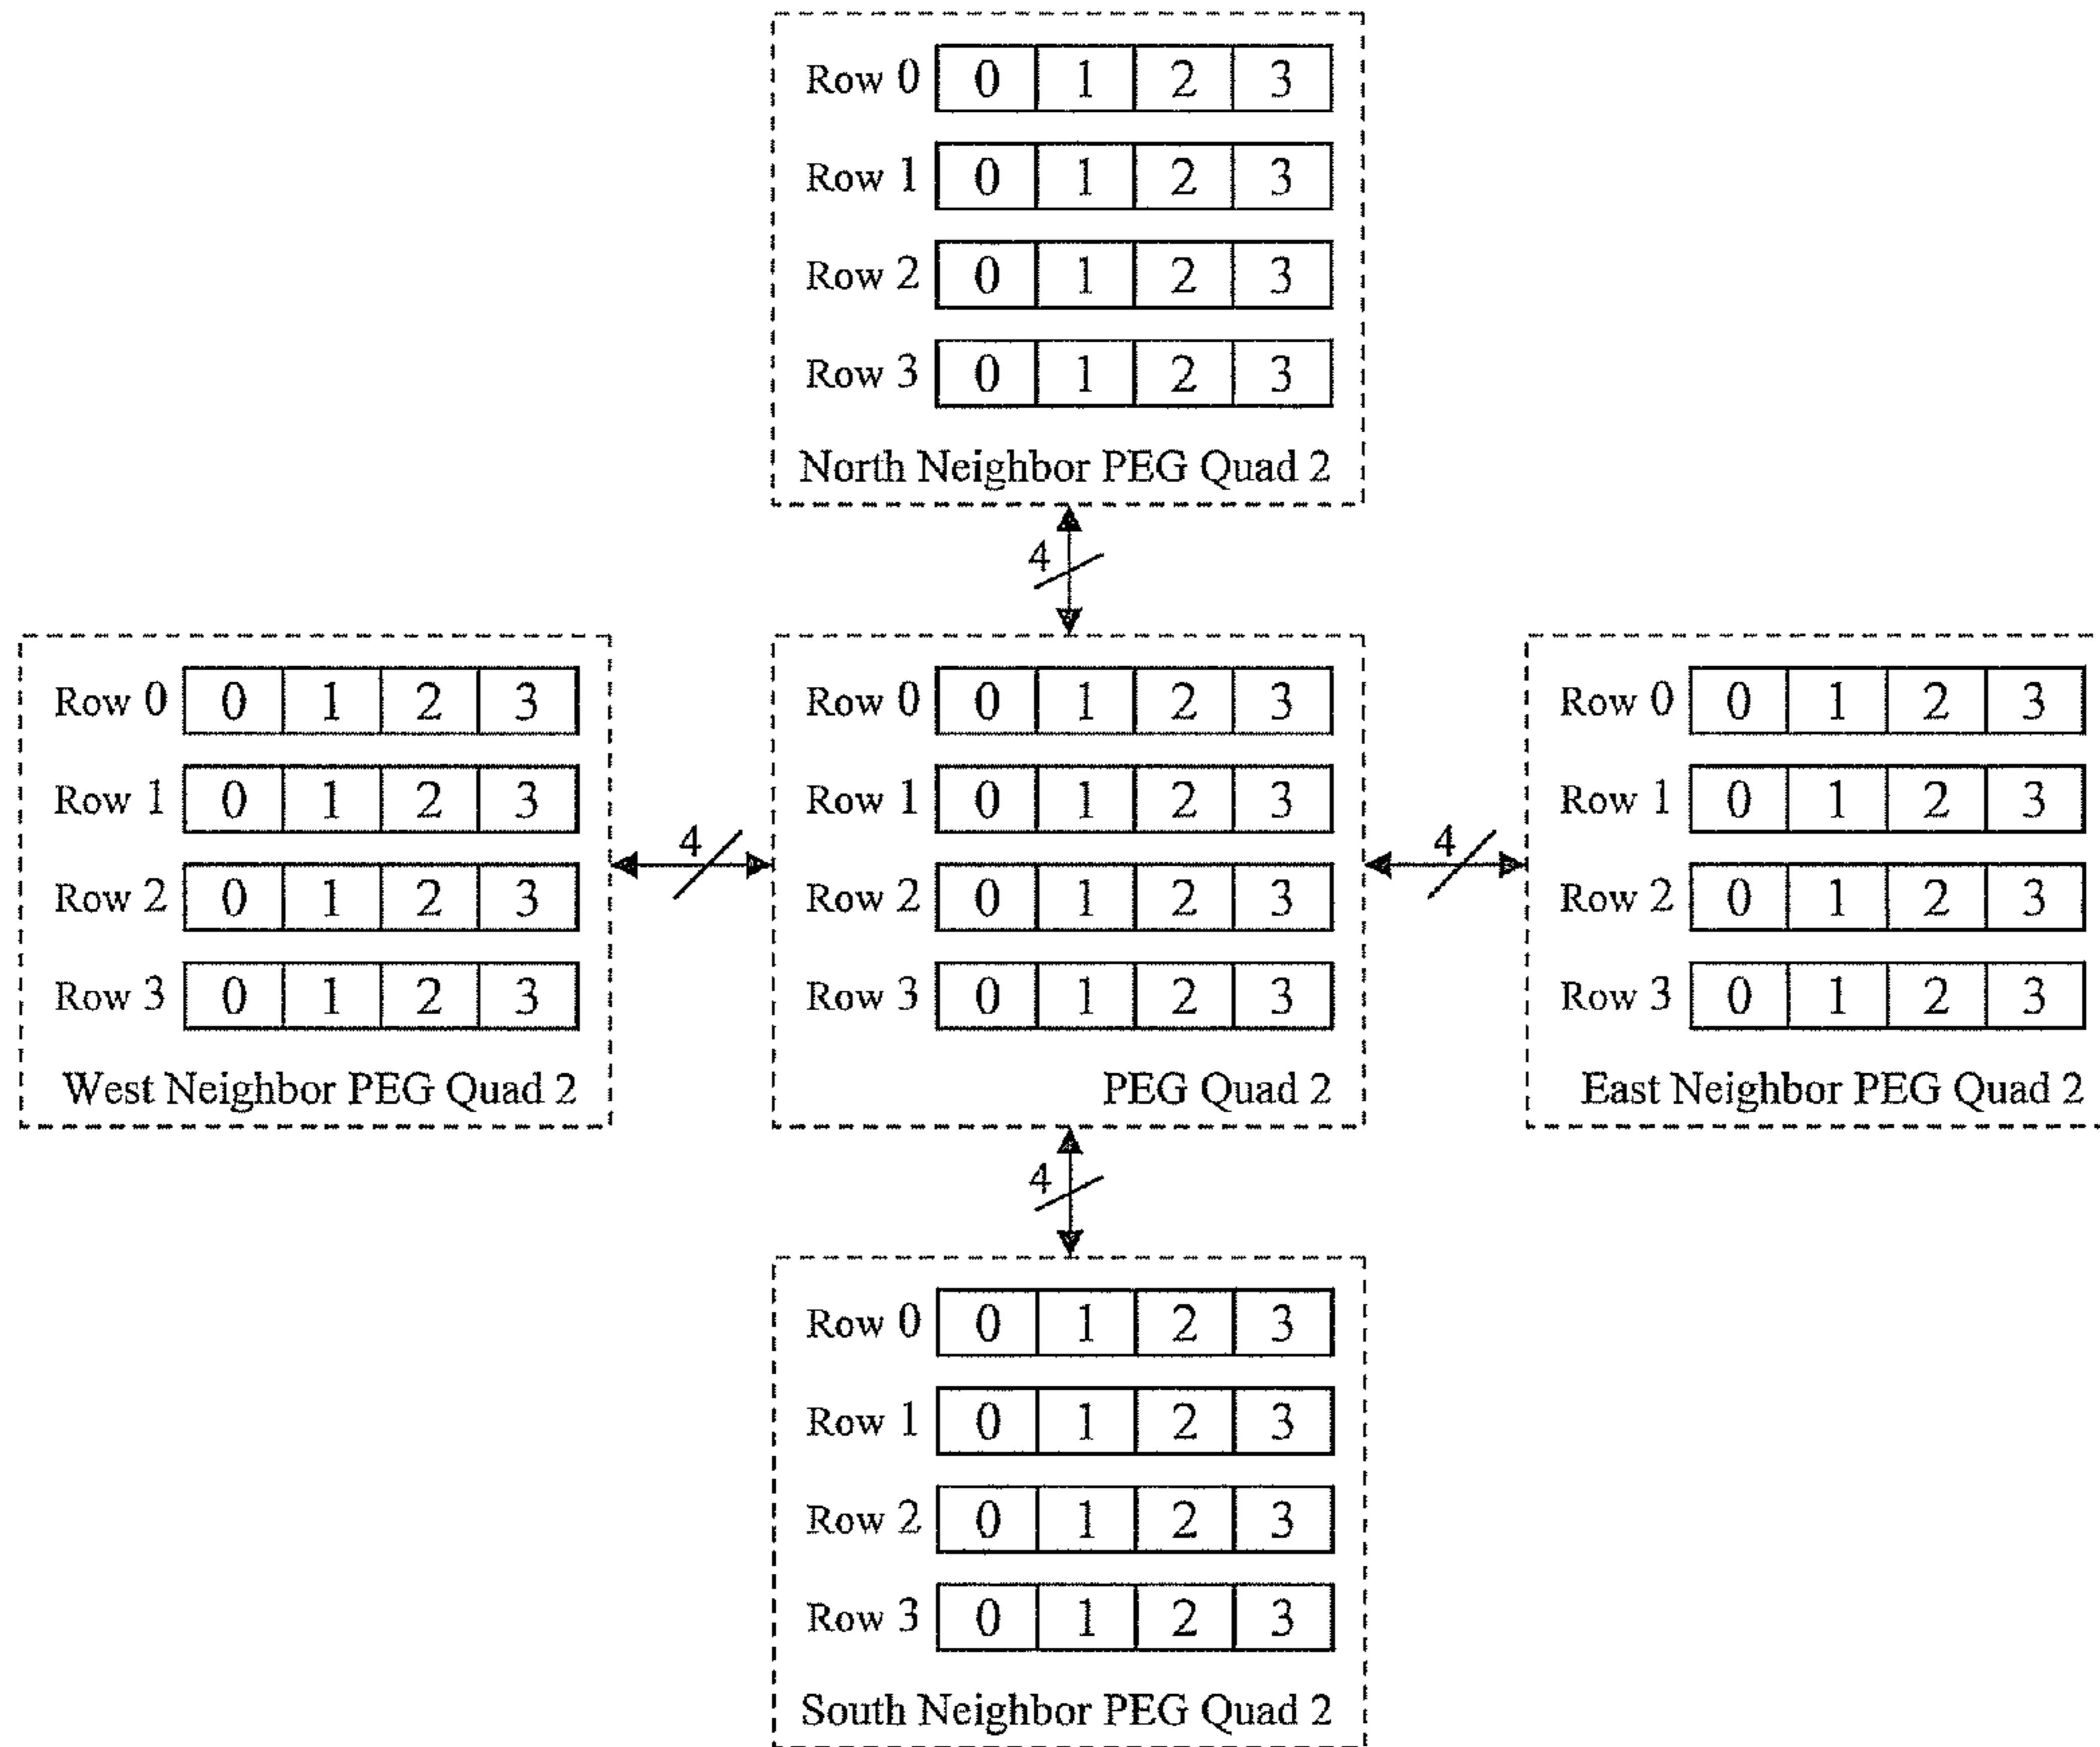 Row 0 0 1 2 3
Row 1 0 1 2 3
Row 2 0 1 2 3
Row 3 0 1 2 3
North Neighbor PEG Quad 2
4
Row 0 0 1 2 3
Row 1 0 1 2 3
Row 2 0 1 2 3
Row 3 0 1 2 3
West Neighbor PEG Quad 2
4
Row 0 0 1 2 3
Row 1 0 1 2 3
Row 2 0 1 2 3
Row 3 0 1 2 3
PEG Quad 2
4
Row 0 0 1 2 3
Row 1 0 1 2 3
Row 2 0 1 2 3
Row 3 0 1 2 3
East Neighbor PEG Quad 2
4
Row 0 0 1 2 3
Row 1 0 1 2 3
Row 2 0 1 2 3
Row 3 0 1 2 3
South Neighbor PEG Quad 2